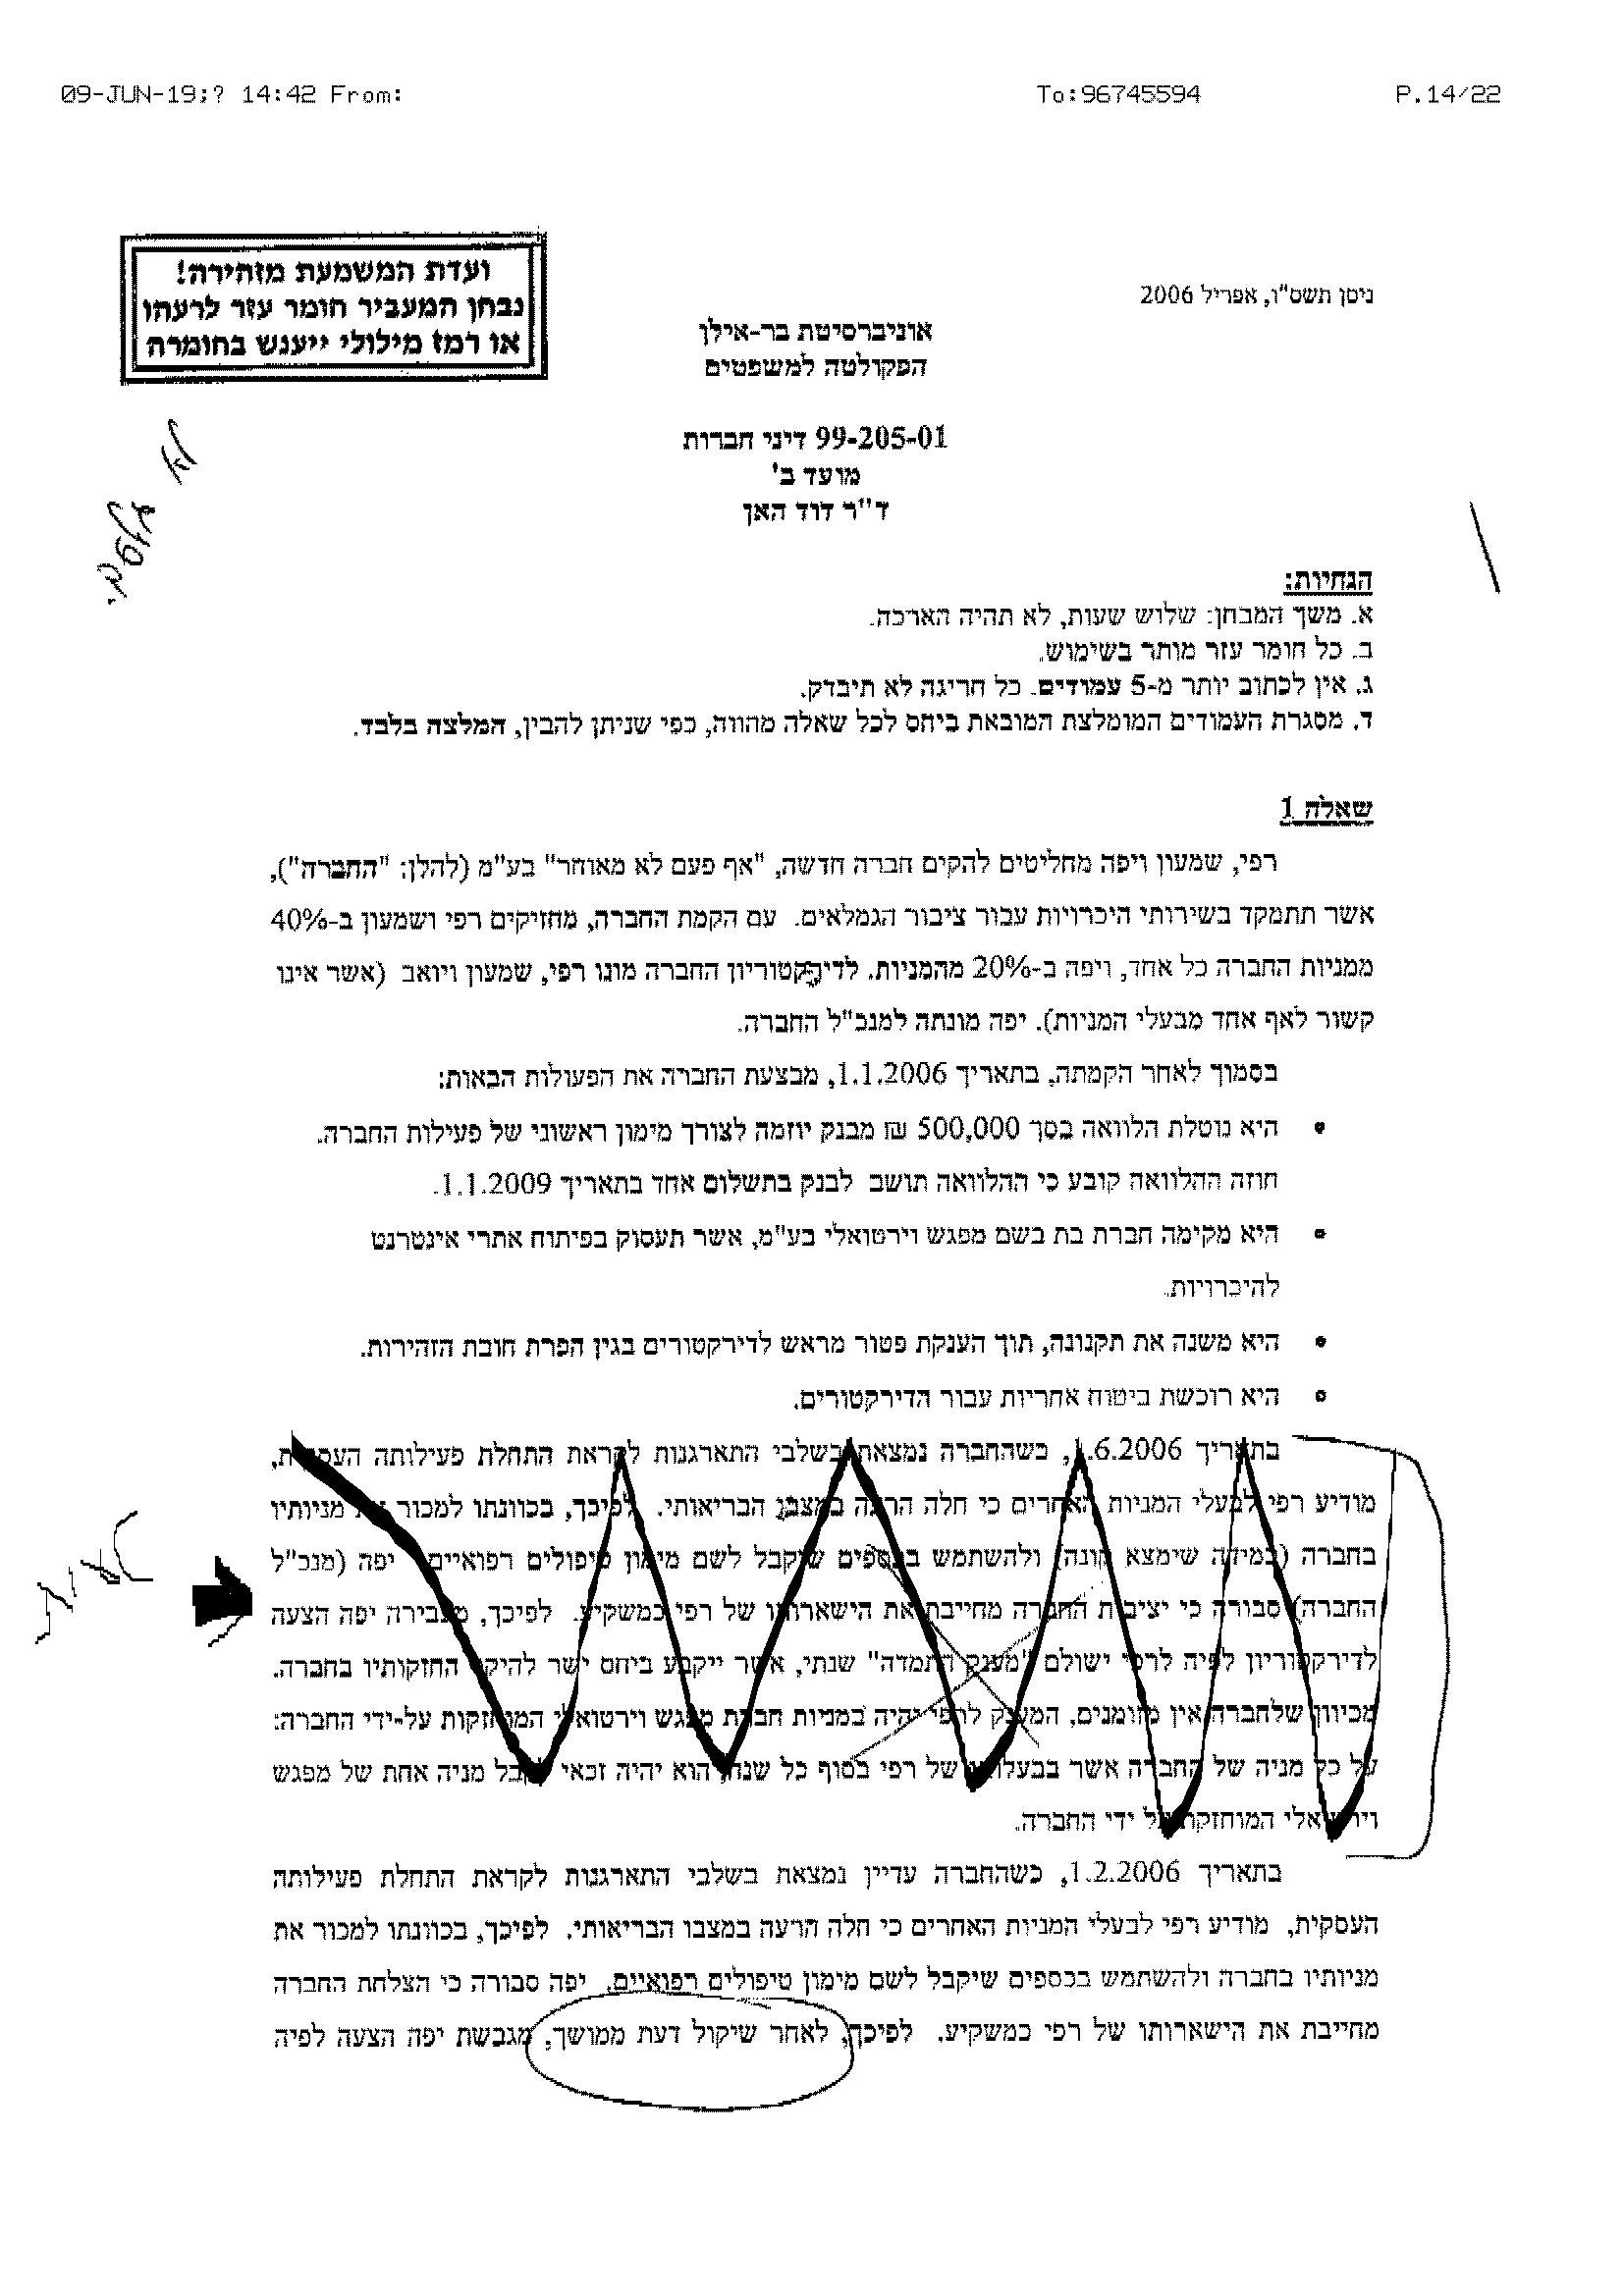 09-JUN-19;? 14:42 From: To:96745594 P.14/22
ועדת המשמעת מזהירה!
נבחן המעביר חומר עזר לרעהו
או רמז מילולי ייענש בחומרה
ניסן תשס"ו, אפריל 2006
אוניברסיטת בר-אילן
הפקולטה למשפטים
99-205-01 דיני חברות
מועד ב'
ד"ר דוד האן
הנחיות:
א. משך המבחן: שלוש שעות, לא תהיה הארכה.
ב. כל חומר עזר מותר בשימוש.
ג. אין לכתוב יותר מ-5 עמודים. כל חריגה לא תיבדק.
ד. מסגרת העמודים המומלצת המובאת ביחס לכל שאלה מהווה, כפי שניתן להבין, המלצה בלבד.
שאלה 1
רפי, שמעון ויפה מחליטים להקים חברה חדשה, "אף פעם לא מאוחר" בע"מ (להלן: "החברה"),
אשר תתמקד בשירותי היכרויות עבור ציבור הגמלאים. עם הקמת החברה, מחזיקים רפי ושמעון ב-40%
ממניות החברה כל אחד, ויפה ב-20% מהמניות. לדירקטוריון החברה מונו רפי, שמעון ויואב (אשר אינו
קשור לאף אחד מבעלי המניות). יפה מונתה למנכ"ל החברה.
בסמוך לאחר הקמתה, בתאריך 1.1.2006, מבצעת החברה את הפעולות הבאות:
• היא נוטלת הלוואה בסך 500,000 ₪ מבנק יוזמה לצורך מימון ראשוני של פעילות החברה.
חוזה ההלוואה קובע כי ההלוואה תושב לבנק בתשלום אחד בתאריך 1.1.2009.
• היא מקימה חברת בת בשם מפגש וירטואלי בע"מ, אשר תעסוק בפיתוח אתרי אינטרנט
להיכרויות.
• היא משנה את תקנונה, תוך הענקת פטור מראש לדירקטורים בגין הפרת חובת הזהירות.
• היא רוכשת ביטוח אחריות עבור הדירקטורים.
בתאריך .6.2006, כשהחברה נמצאת בשלבי התארגנות לקראת התחלת פעילותה העסקית,
מודיע רפי לבעלי המניות האחרים כי חלה הרעה במצבו הבריאותי. לפיכך, בכוונתו למכור את מניותיו
בחברה (במידה שימצא קונה) ולהשתמש בכספים שיקבל לשם מימון טיפולים רפואיים. יפה (מנכ"ל
החברה) סבורה כי יציבות החברה מחייבת את הישארותו של רפי כמשקיע. לפיכך, מעבירה יפה הצעה
לדירקטוריון לפיה לרפי ישולם "מענק התמדה" שנתי, אשר ייקבע ביחס ישר להיקף החזקותיו בחברה.
מכיוון שלחברה אין מזומנים, המענק לרפי יהיה במניות חברת מפגש וירטואלי המוחזקות על-ידי החברה:
על כל מניה של החברה אשר בבעלותו של רפי בסוף כל שנה, הוא יהיה זכאי לקבל מניה אחת של מפגש
וירטואלי המוחזקת על ידי החברה.
בתאריך 1.2.2006, כשהחברה עדיין נמצאת בשלבי התארגנות לקראת התחלת פעילותה
העסקית, מודיע רפי לבעלי המניות האחרים כי חלה הרעה במצבו הבריאותי. לפיכך, בכוונתו למכור את
מניותיו בחברה ולהשתמש בכספים שיקבל לשם מימון טיפולים רפואיים. יפה סבורה כי הצלחת החברה
מחייבת את הישארותו של רפי כמשקיע. לפיכך, לאחר שיקול דעת ממושך, מגבשת יפה הצעה לפיה